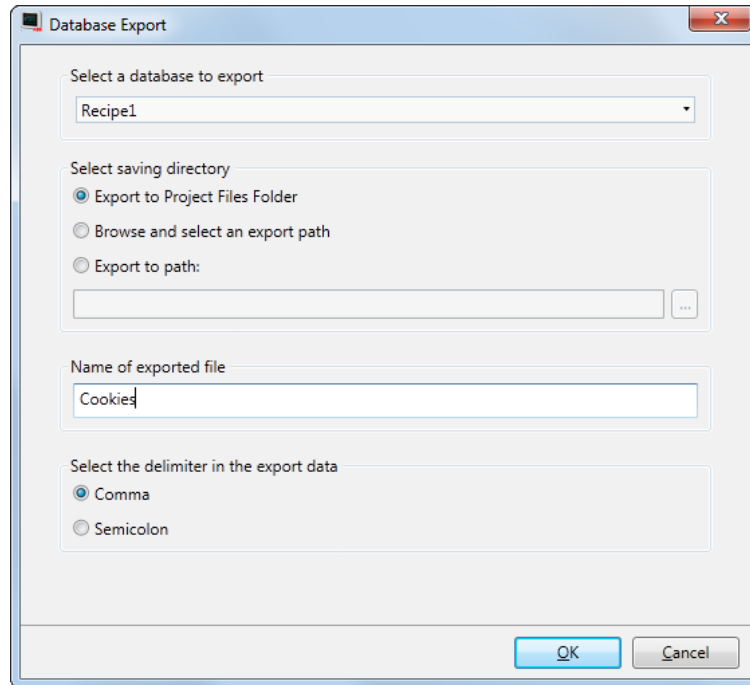 Database Export
Select a database to export
Recipe1
Select saving directory
Export to Project Files Folder
Browse and select an export path
Export to path:
...
Name of exported file
Cookies
Select the delimiter in the export data
Comma
Semicolon
OK Cancel